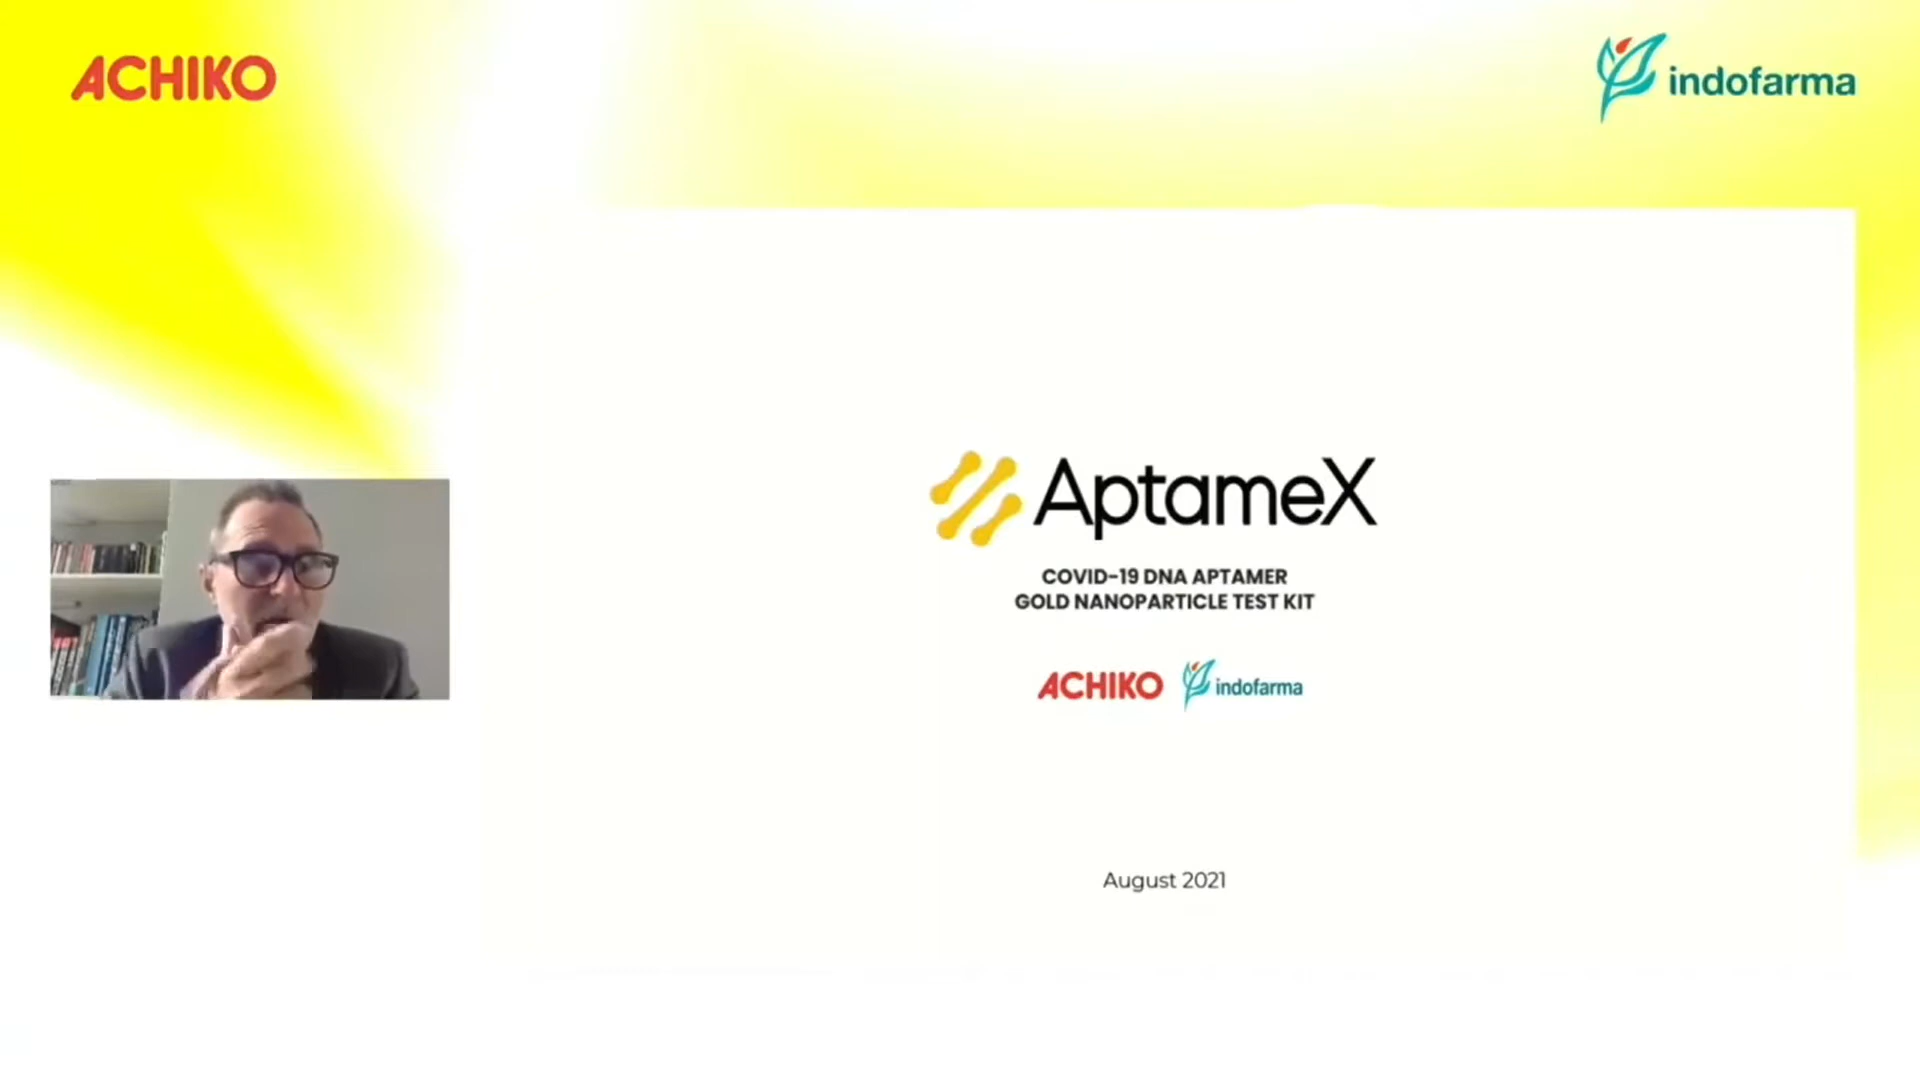 ACHIKO
indofarma
AptameX
COVID-19 DNA APTAMER
GOLD NANOPARTICLE TEST KIT
ACHIKO indofarma
August 2021